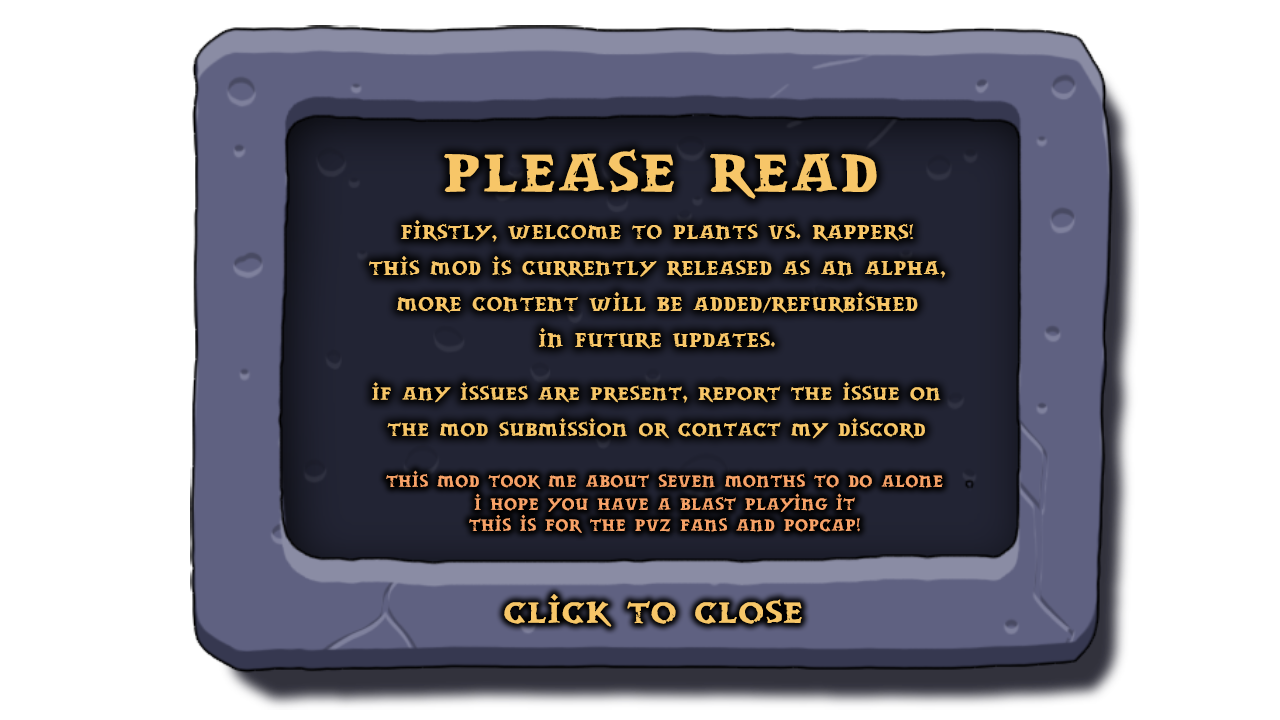 PLEASE READ
FIRSTLY, WELCOME TO PLANTS VS. RAPPERS!
THIS MOD IS CURRENTLY RELEASED AS AN ALPHA,
MORE CONTENT WILL BE ADDED/REFURBISHED
IN FUTURE UPDATES.
IF ANY ISSUES ARE PRESENT, REPORT THE ISSUE ON
THE MOD SUBMISSION OR CONTACT MY DISCORD
THIS MOD TOOK ME ABOUT SEVEN MONTHS TO DO ALONE
I HOPE YOU HAVE A BLAST PLAYING IT
THIS IS FOR THE PVZ FANS AND POPCAP!
CLICK TO CLOSE